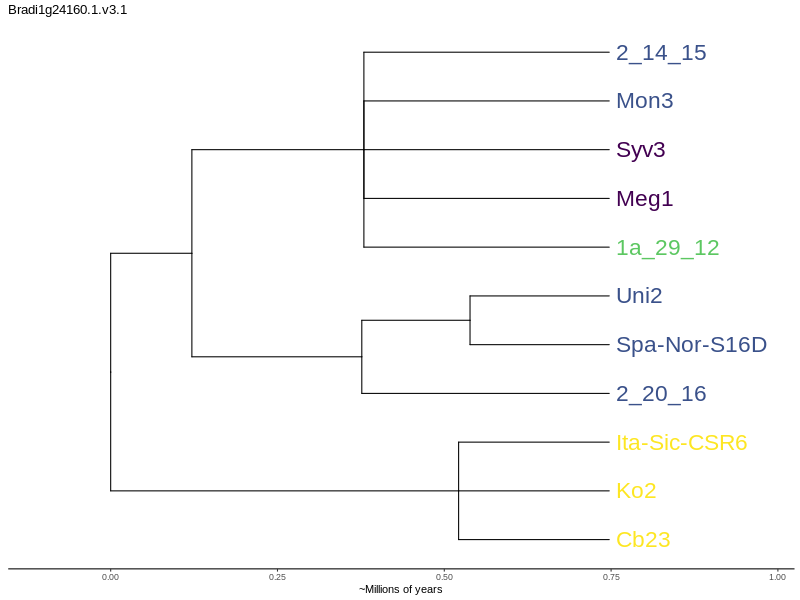 Bradi1g24160.1.v3.1
2_14_15
Mon3
Syv3
Meg1
1a_29_12
Uni2
Spa-Nor-S16D
2_20_16
Ita-Sic-CSR6
Ko2
Cb23
0.00 0.25 0.50 0.75 1.00
~Millions of years